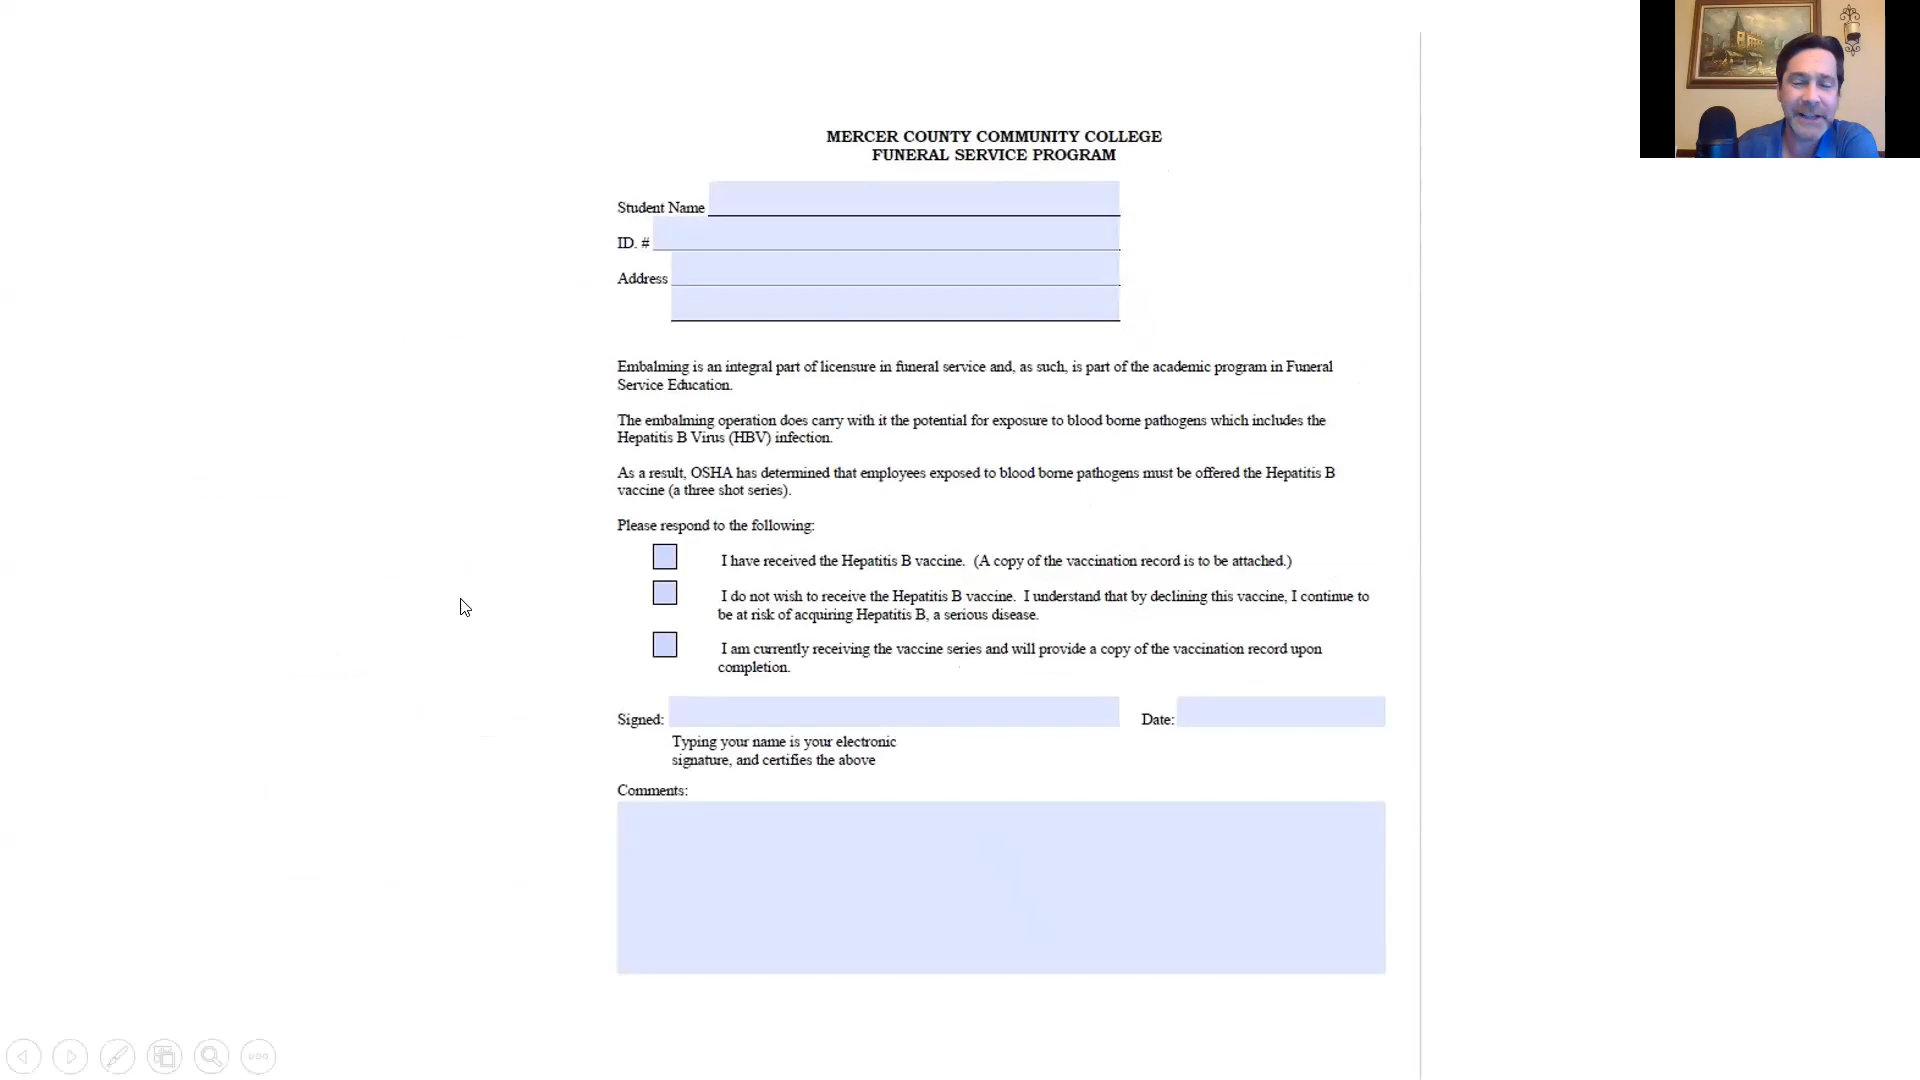 MERCER COUNTY COMMUNITY COLLEGE
FUNERAL SERVICE PROGRAM
Student Name
ID. #
Address
Embalming is an integral part of licensure in funeral service and, as such, is part of the academic program in Funeral
Service Education.
The embalming operation does carry with it the potential for exposure to blood borne pathogens which includes the
Hepatitis B Virus (HBV) infection.
As a result, OSHA has determined that employees exposed to blood borne pathogens must be offered the Hepatitis B
vaccine (a three shot series).
Please respond to the following:
I have received the Hepatitis B vaccine. (A copy of the vaccination record is to be attached.)
I do not wish to receive the Hepatitis B vaccine. I understand that by declining this vaccine, I continue to
be at risk of acquiring Hepatitis B, a serious disease.
I am currently receiving the vaccine series and will provide a copy of the vaccination record upon
completion.
Signed: Date:
Typing your name is your electronic
signature, and certifies the above
Comments: